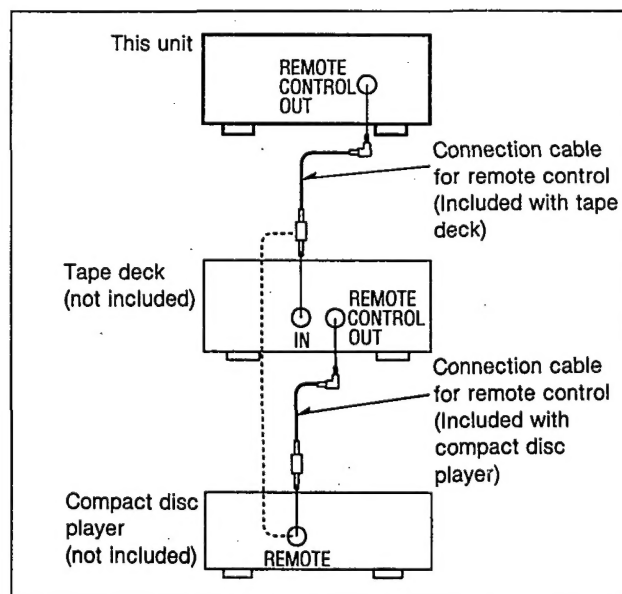 This unit
REMOTE
CONTROL
OUT
Connection cable
for remote control
(Included with tape
deck)
Tape deck
(not included)
IN
REMOTE
CONTROL
OUT
Connection cable
for remote control
(Included with
compact disc
player)
Compact disc
player
(not included)
REMOTE